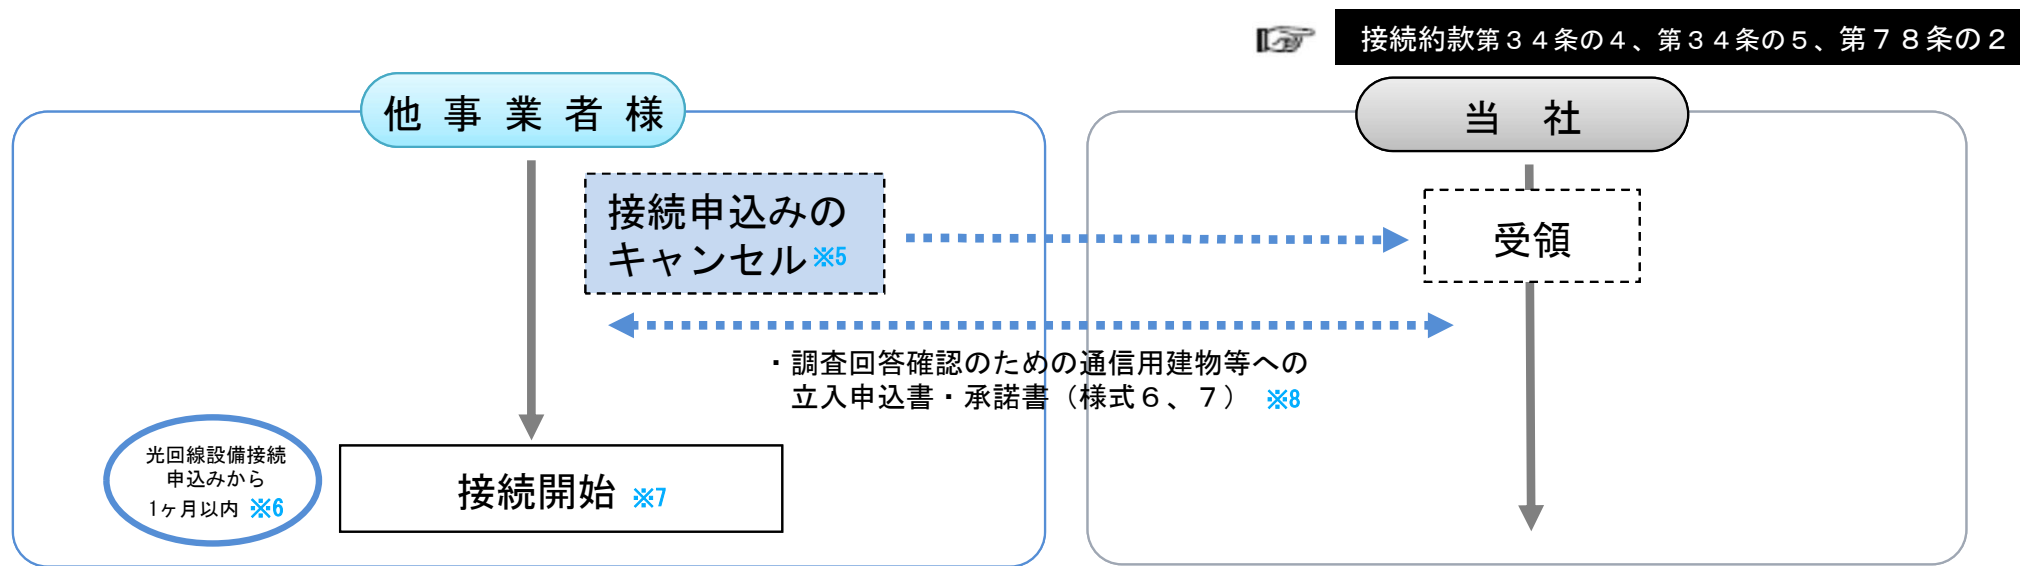 接続約款第３４条の４、第３４条の５、第７８条の２
他事業者様
当社
接続申込みの
キャンセル※5
受領
・調査回答確認のための通信用建物等への
立入申込書・承諾書（様式６、７） ※8
光回線設備接続
申込みから
1ヶ月以内 ※6
接続開始 ※7